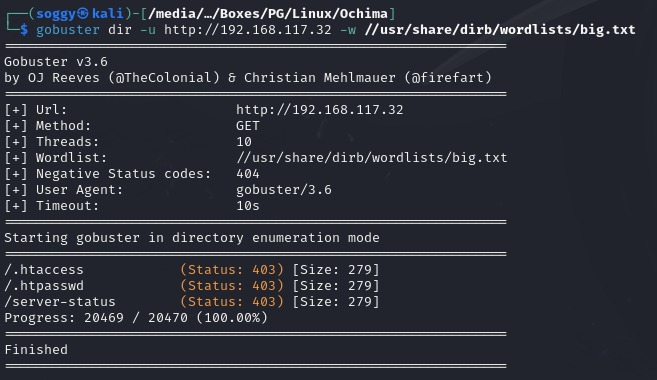 ┌──(soggy㉿kali)-[/media/…/Boxes/PG/Linux/Ochima]
└─$ gobuster dir -u http://192.168.117.32 -w //usr/share/dirb/wordlists/big.txt
===============================================================
Gobuster v3.6
by OJ Reeves (@TheColonial) & Christian Mehlmauer (@firefart)
===============================================================
[+] Url:                     http://192.168.117.32
[+] Method:                  GET
[+] Threads:                 10
[+] Wordlist:                //usr/share/dirb/wordlists/big.txt
[+] Negative Status codes:   404
[+] User Agent:              gobuster/3.6
[+] Timeout:                 10s
===============================================================
Starting gobuster in directory enumeration mode
===============================================================
/.htaccess            (Status: 403) [Size: 279]
/.htpasswd            (Status: 403) [Size: 279]
/server-status        (Status: 403) [Size: 279]
Progress: 20469 / 20470 (100.00%)
===============================================================
Finished
===============================================================